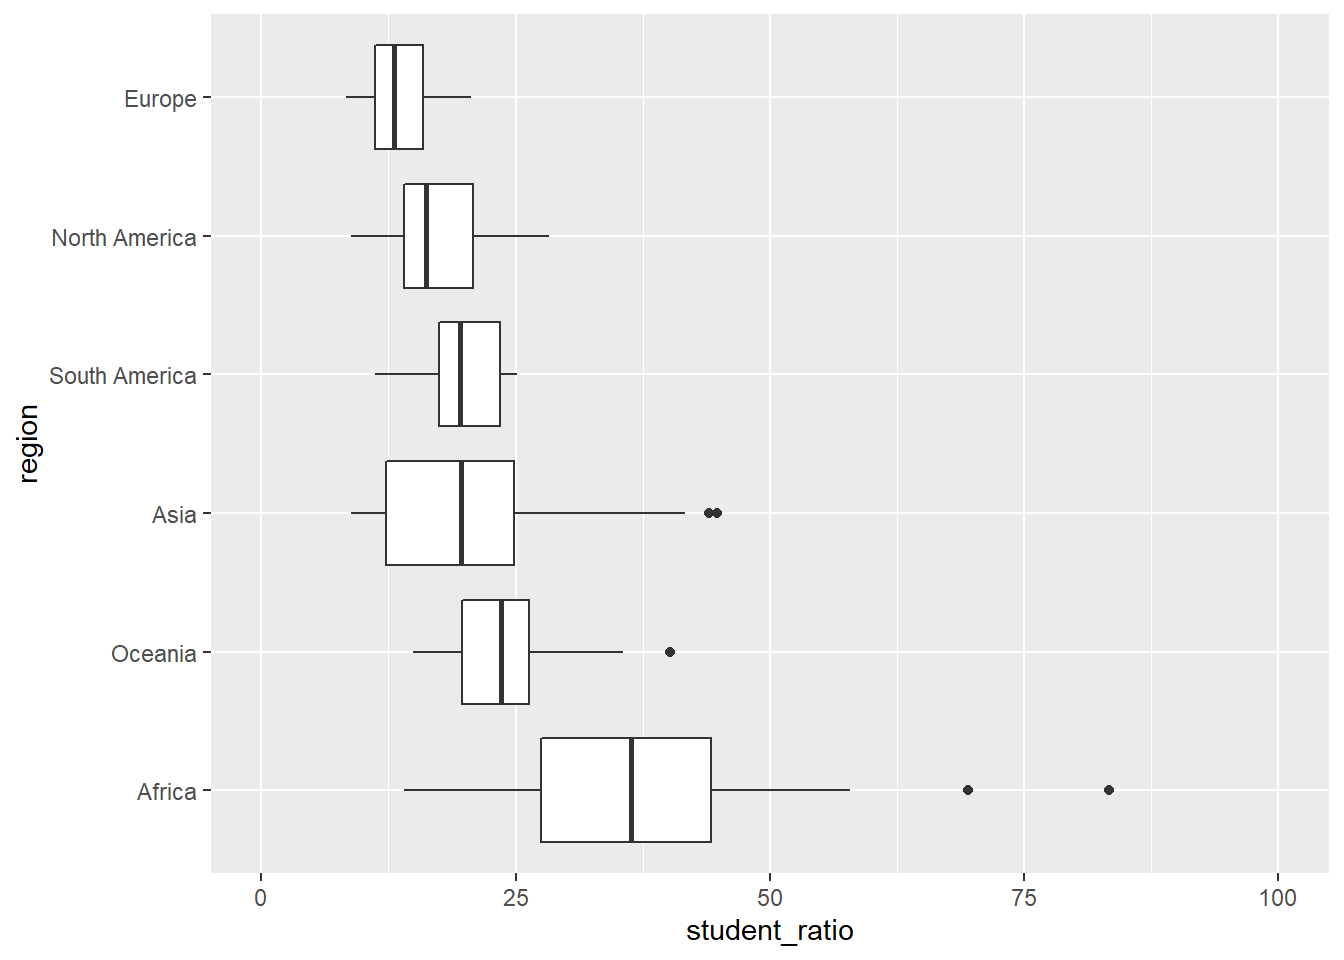 Europe
North America
South America
Asia
Oceania
Africa
region
0 25 50 75 100
student_ratio